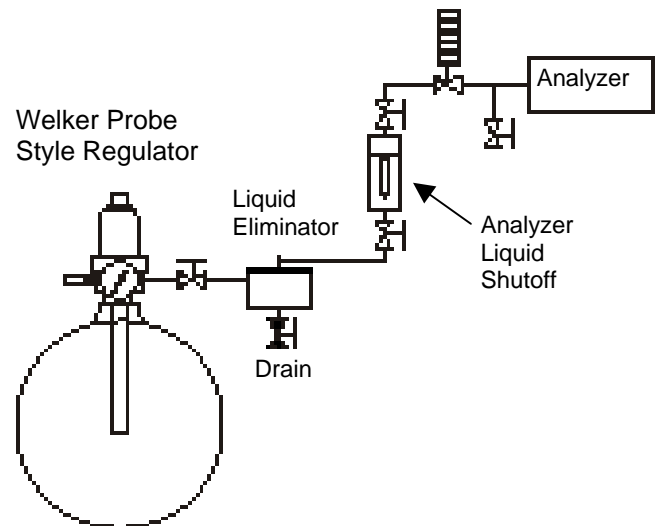 Analyzer
Welker Probe
Style Regulator
Liquid
Eliminator
Analyzer
Liquid
Shutoff
Drain